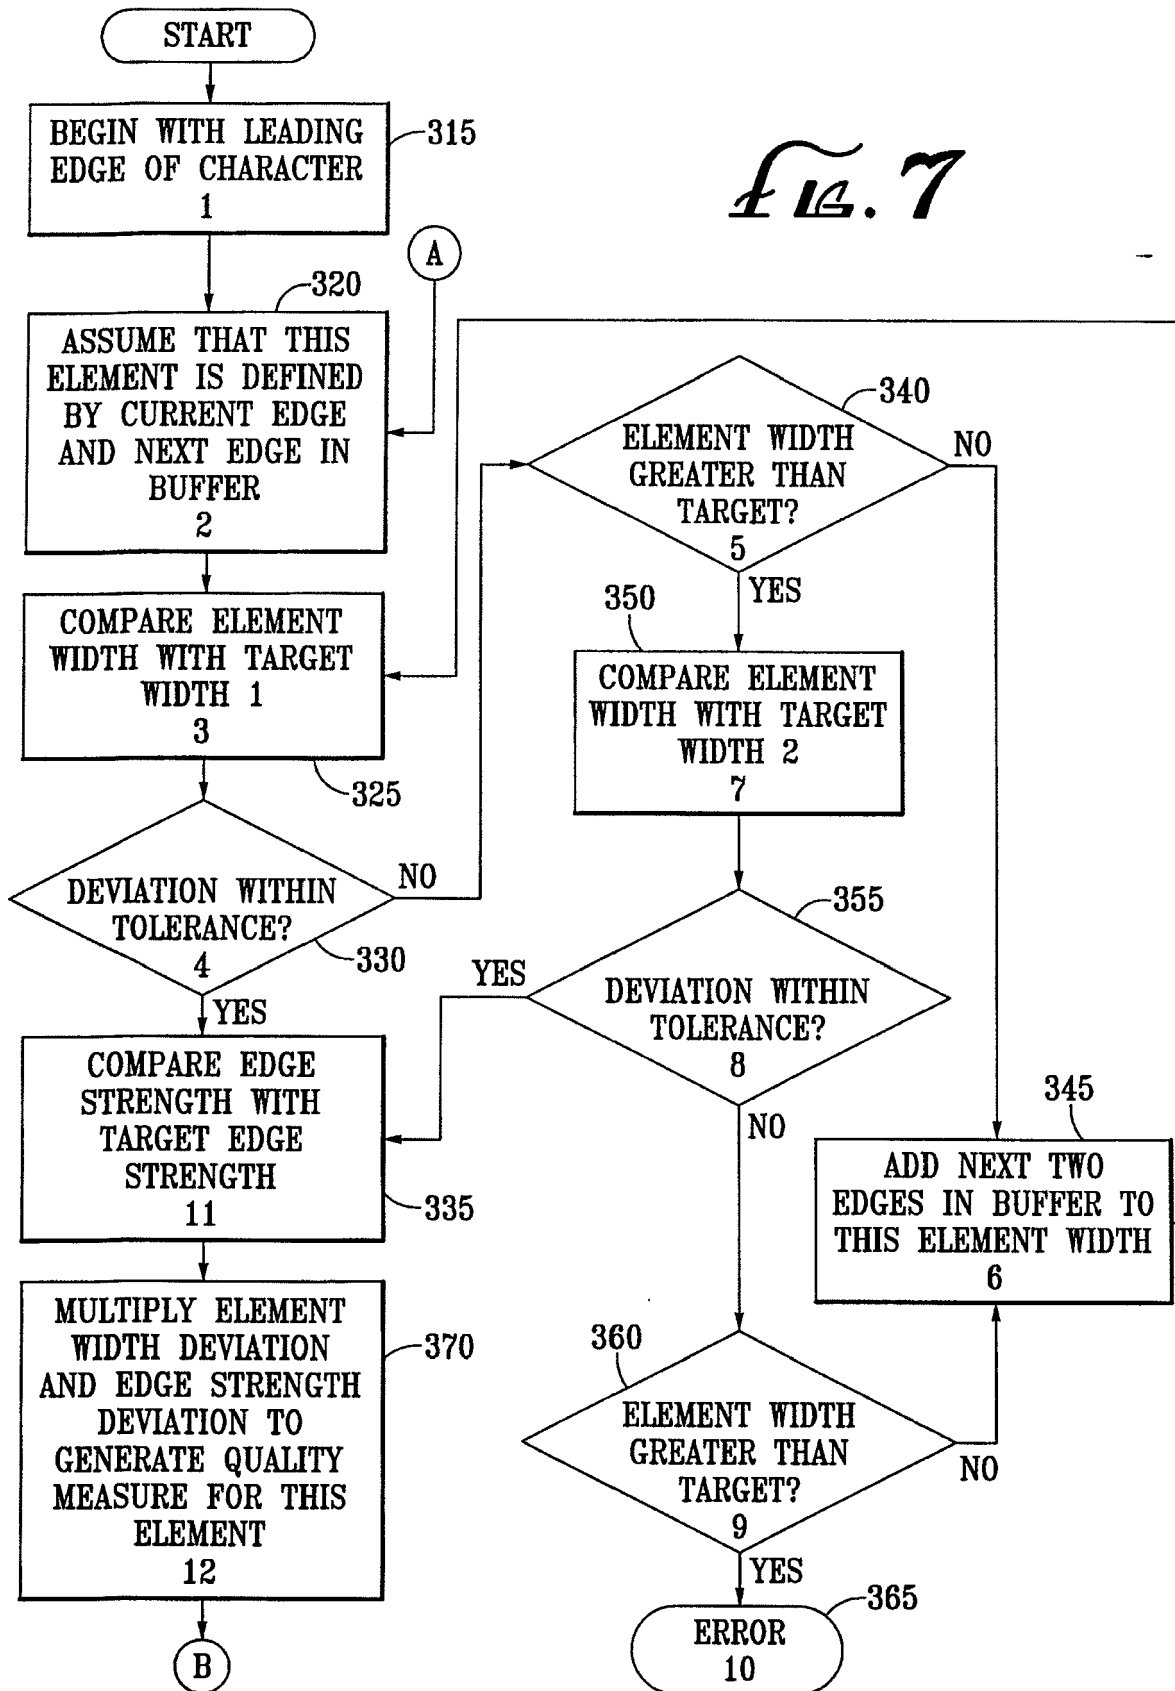 START
BEGIN WITH LEADING
EDGE OF CHARACTER
1
315
FIG. 7
A
320
ASSUME THAT THIS
ELEMENT IS DEFINED
BY CURRENT EDGE
AND NEXT EDGE IN
BUFFER
2
COMPARE ELEMENT
WIDTH WITH TARGET
WIDTH 1
3
325
DEVIATION WITHIN
TOLERANCE?
4
330
NO
YES
COMPARE EDGE
STRENGTH WITH
TARGET EDGE
STRENGTH
11
335
MULTIPLY ELEMENT
WIDTH DEVIATION
AND EDGE STRENGTH
DEVIATION TO
GENERATE QUALITY
MEASURE FOR THIS
ELEMENT
12
370
B
340
ELEMENT WIDTH
GREATER THAN
TARGET?
5
NO
YES
350
COMPARE ELEMENT
WIDTH WITH TARGET
WIDTH 2
7
355
DEVIATION WITHIN
TOLERANCE?
8
YES
NO
345
ADD NEXT TWO
EDGES IN BUFFER TO
THIS ELEMENT WIDTH
6
360
ELEMENT WIDTH
GREATER THAN
TARGET?
9
NO
YES
ERROR
10
365